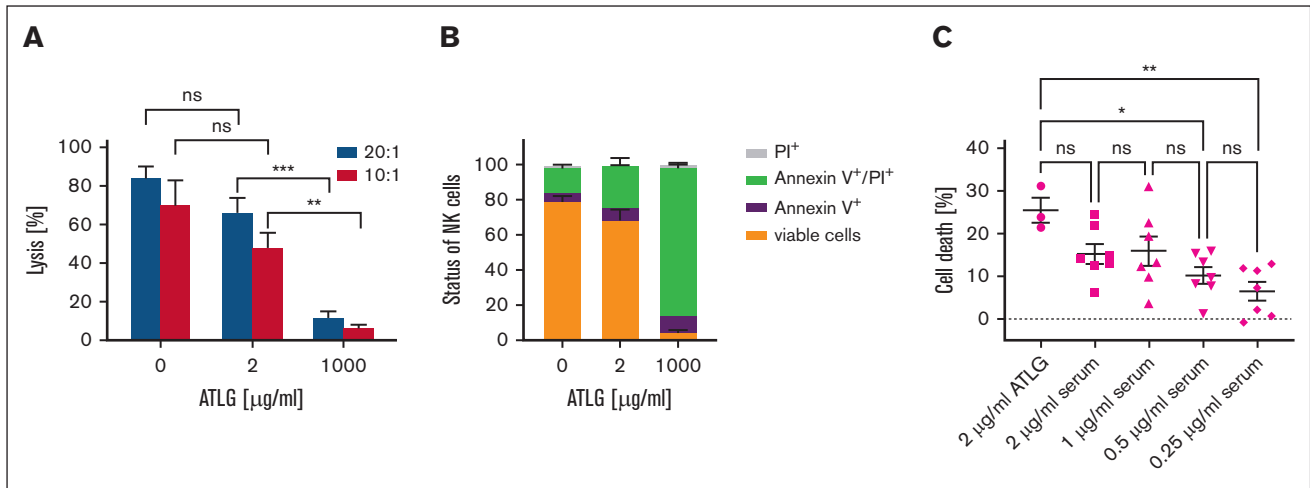 A
ns
ns
***
**
20:1
10:1
100
80
60
40
20
0
Lysis [%]
0 2 1000
ATLG [μg/ml]
B
100
80
60
40
20
0
Status of NK cells
0 2 1000
ATLG [μg/ml]
PI+
Annexin V+/PI+
Annexin V+
viable cells
C
**
*
ns ns ns ns
40
30
20
10
0
Cell death [%]
2 μg/ml ATLG
2 μg/ml serum
1 μg/ml serum
0.5 μg/ml serum
0.25 μg/ml serum